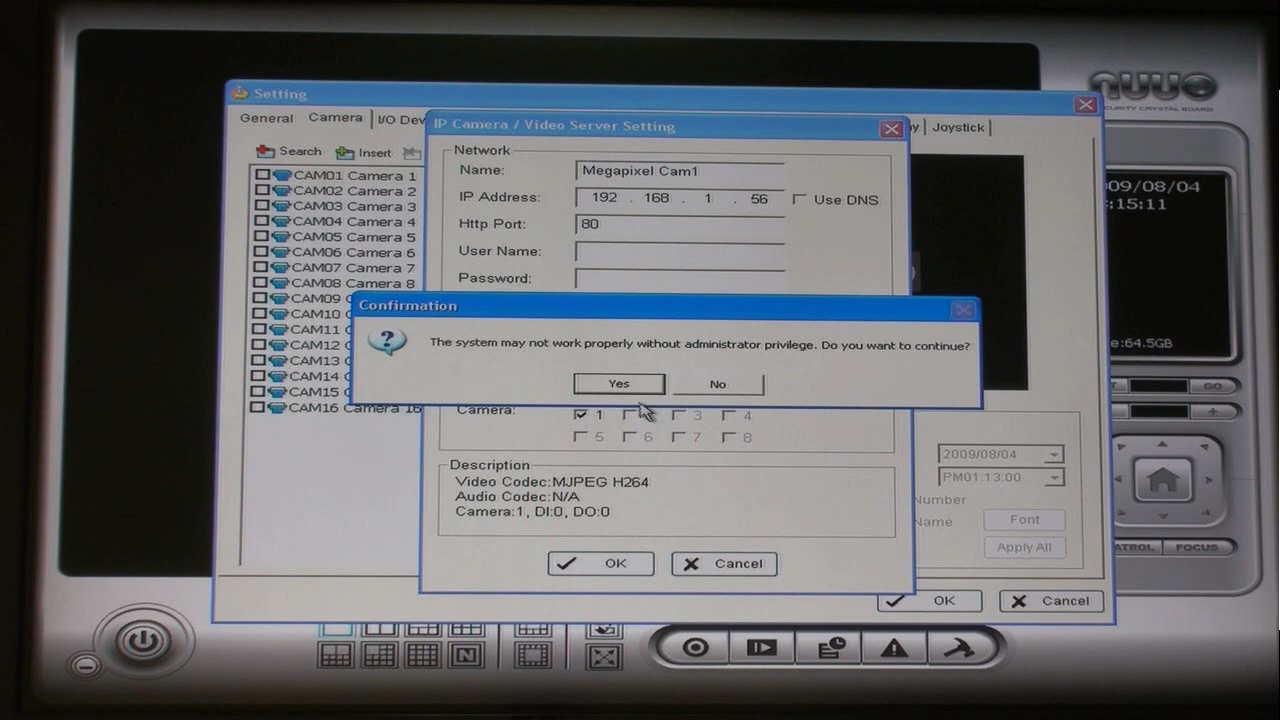 nuuo
URITY CRYSTAL BOARD
Setting
General Camera I/O Dev
y Joystick
Search Insert
CAM01 Camera 1
CAM02 Camera 2
CAM03 Camera 3
CAM04 Camera 4
CAM05 Camera 5
CAM06 Camera 6
CAM07 Camera 7
CAM08 Camera 8
CAM09 C
CAM10
CAM11
CAM12
CAM13
CAM14
CAM15
CAM16 Camera 16
IP Camera / Video Server Setting
Network
Name: Megapixel Cam1
IP Address: 192 . 168 . 1 . 56 Use DNS
Http Port: 80
User Name:
Password:
Confirmation
The system may not work properly without administrator privilege. Do you want to continue?
Yes No
Camera: 1 3 4
5 6 7 8
Description
Video Codec:MJPEG H264
Audio Codec:N/A
Camera:1, DI:0, DO:0
OK Cancel
2009/08/04
PM01:13:00
Number
Name Font
Apply All
OK Cancel
09/08/04
:15:11
e:64.5GB
T GO
+
TROL FOCUS
N